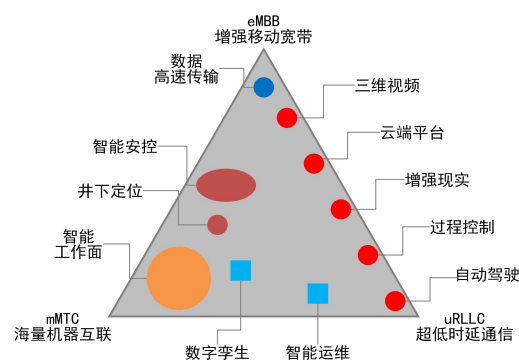 eMBB
增强移动宽带
数据
高速传输
三维视频
云端平台
智能安控
增强现实
井下定位
过程控制
智能
工作面
自动驾驶
mMTC
海量机器互联
uRLLC
超低时延通信
数字孪生
智能运维